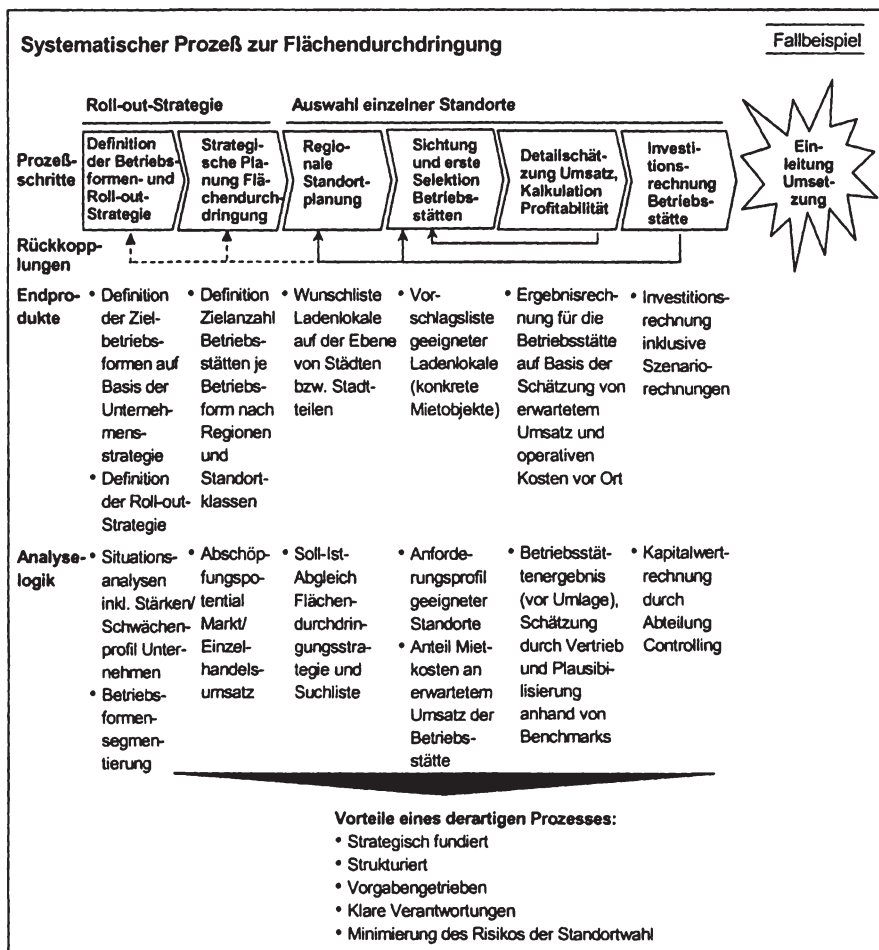 Systematischer Prozeß zur Flächendurchdringung
Fallbeispiel
Roll-out-Strategie
Auswahl einzelner Standorte
Prozeß-
schritte
Definition
der Betriebs-
formen- und
Roll-out-
Strategie
Strateg-
ische Pla-
nung Flä-
chendurch-
dringung
Regio-
nale
Standort-
planung
Sichtung
und erste
Selektion
Betriebs-
stätten
Detailschät-
zung Umsatz,
Kalkulation
Profitabilität
Investi-
tions-
rechnung
Betriebs-
stätte
Ein-
leitung
Umset-
zung
Rückkopp-
lungen
Endpro-
dukte
• Definition
der Ziel-
betriebs-
formen auf
Basis der
Unterneh-
mens-
strategie
• Definition
der Roll-out-
Strategie
• Definition
Zielanzahl
Betriebs-
stätten je
Betriebs-
form nach
Regionen
und
Standort-
klassen
• Wunschliste
Ladenlokale
auf der Ebene
von Städten
bzw. Stadt-
teilen
• Vor-
schlagsliste
geeigneter
Ladenlokale
(konkrete
Mietobjekte)
• Ergebnisrech-
nung für die
Betriebsstätte
auf Basis der
Schätzung von
erwartetem
Umsatz und
operativen
Kosten vor Ort
• Investitions-
rechnung
inklusive
Szenario-
rechnungen
Analyse-
logik
• Situations-
analysen
inkl. Stärken/
Schwächen-
profil Unter-
nehmen
• Betriebs-
formen-
segmen-
tierung
• Abschöp-
fungspo-
tential
Markt/
Einzel-
handels-
umsatz
• Soll-Ist-
Abgleich
Flächen-
durchdrin-
gungsstra-
tegie und
Suchliste
• Anforde-
rungsprofil
geeigneter
Standorte
• Anteil Miet-
kosten an
erwartetem
Umsatz der
Betriebs-
stätte
• Betriebsstät-
tenergebnis
(vor Umlage),
Schätzung
durch Vertrieb
und Plausibi-
lisierung
anhand von
Benchmarks
• Kapitalwert-
rechnung
durch
Abteilung
Controlling
Vorteile eines derartigen Prozesses:
• Strategisch fundiert
• Strukturiert
• Vorgabengetrieben
• Klare Verantwortungen
• Minimierung des Risikos der Standortwahl